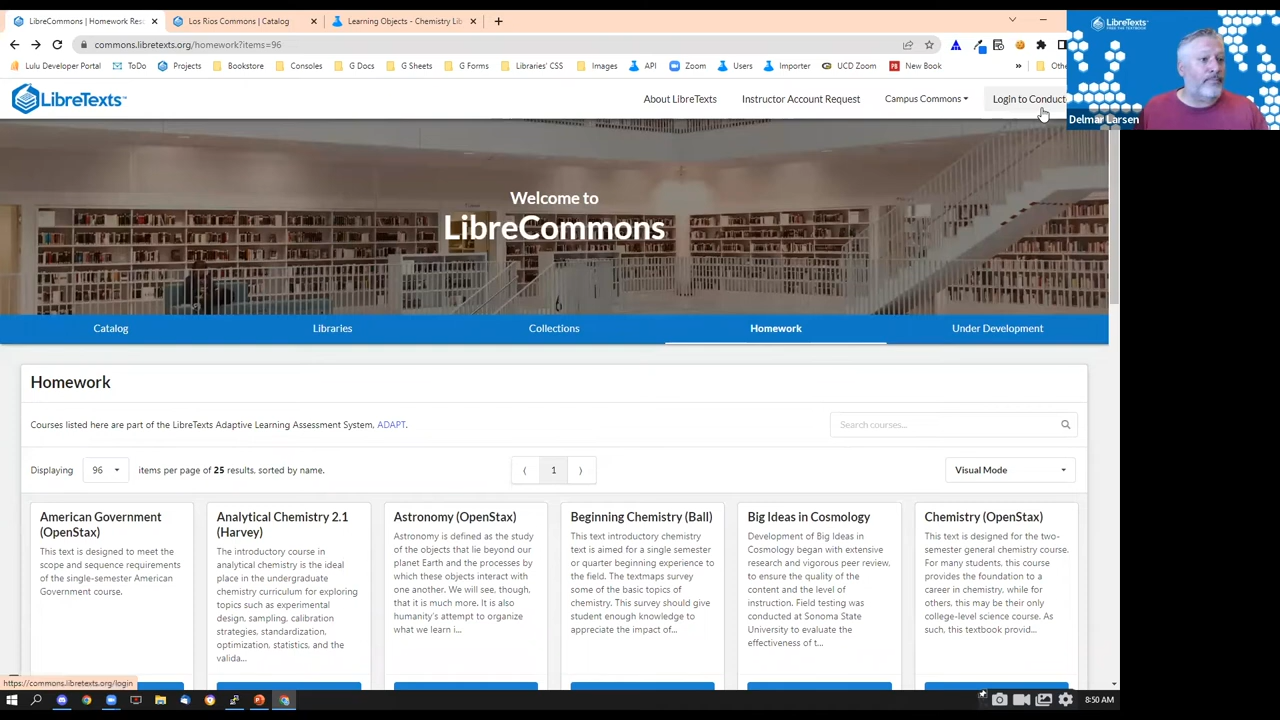 LibreCommons | Homework Res
Los Rios Commons | Catalog
Learning Objects - Chemistry Lib
commons.libretexts.org/homework?items=96
Lulu Developer Portal
ToDo
Projects
Bookstore
Consoles
G Docs
G Sheets
G Forms
Libraries' CSS
Images
API
Zoom
Users
Importer
UCD Zoom
New Book
»
Othe
LibreTexts
FREE THE TEXTBOOK
Delmar Larsen
LibreTexts™
About LibreTexts
Instructor Account Request
Campus Commons
Login to Conduct
Welcome to
LibreCommons
Catalog
Libraries
Collections
Homework
Under Development
Homework
Courses listed here are part of the LibreTexts Adaptive Learning Assessment System, ADAPT.
Search courses...
Displaying 96 items per page of 25 results, sorted by name.
⟨ 1 ⟩
Visual Mode
American Government
(OpenStax)
This text is designed to meet the
scope and sequence requirements
of the single-semester American
Government course.
Analytical Chemistry 2.1
(Harvey)
The introductory course in
analytical chemistry is the ideal
place in the undergraduate
chemistry curriculum for exploring
topics such as experimental
design, sampling, calibration
strategies, standardization,
optimization, statistics, and the
valida...
Astronomy (OpenStax)
Astronomy is defined as the study
of the objects that lie beyond our
planet Earth and the processes by
which these objects interact with
one another. We will see, though,
that it is much more. It is also
humanity's attempt to organize
what we learn i...
Beginning Chemistry (Ball)
This text introductory chemistry
text is aimed for a single semester
or quarter beginning experience to
the field. The textmaps survey
some of the basic topics of
chemistry. This survey should give
student enough knowledge to
appreciate the impact of...
Big Ideas in Cosmology
Development of Big Ideas in
Cosmology began with extensive
research and vigorous peer review,
to ensure the quality of the
content and the level of
instruction. Field testing was
conducted at Sonoma State
University to evaluate the
effectiveness of t...
Chemistry (OpenStax)
This text is designed for the two-
semester general chemistry course.
For many students, this course
provides the foundation to a
career in chemistry, while for
others, this may be their only
college-level science course. As
such, this textbook provid...
https://commons.libretexts.org/login
8:50 AM